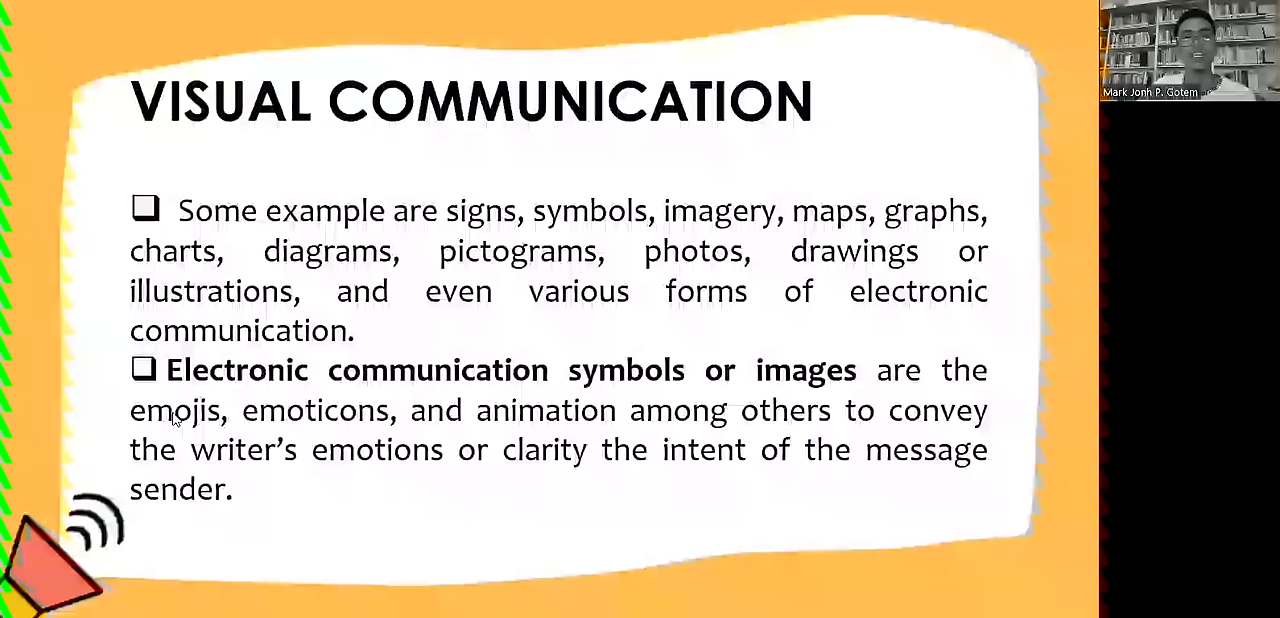 VISUAL COMMUNICATION
Some example are signs, symbols, imagery, maps, graphs,
charts, diagrams, pictograms, photos, drawings or
illustrations, and even various forms of electronic
communication.
Electronic communication symbols or images are the
emojis, emoticons, and animation among others to convey
the writer's emotions or clarity the intent of the message
sender.
Mark Jonh P. Gotem